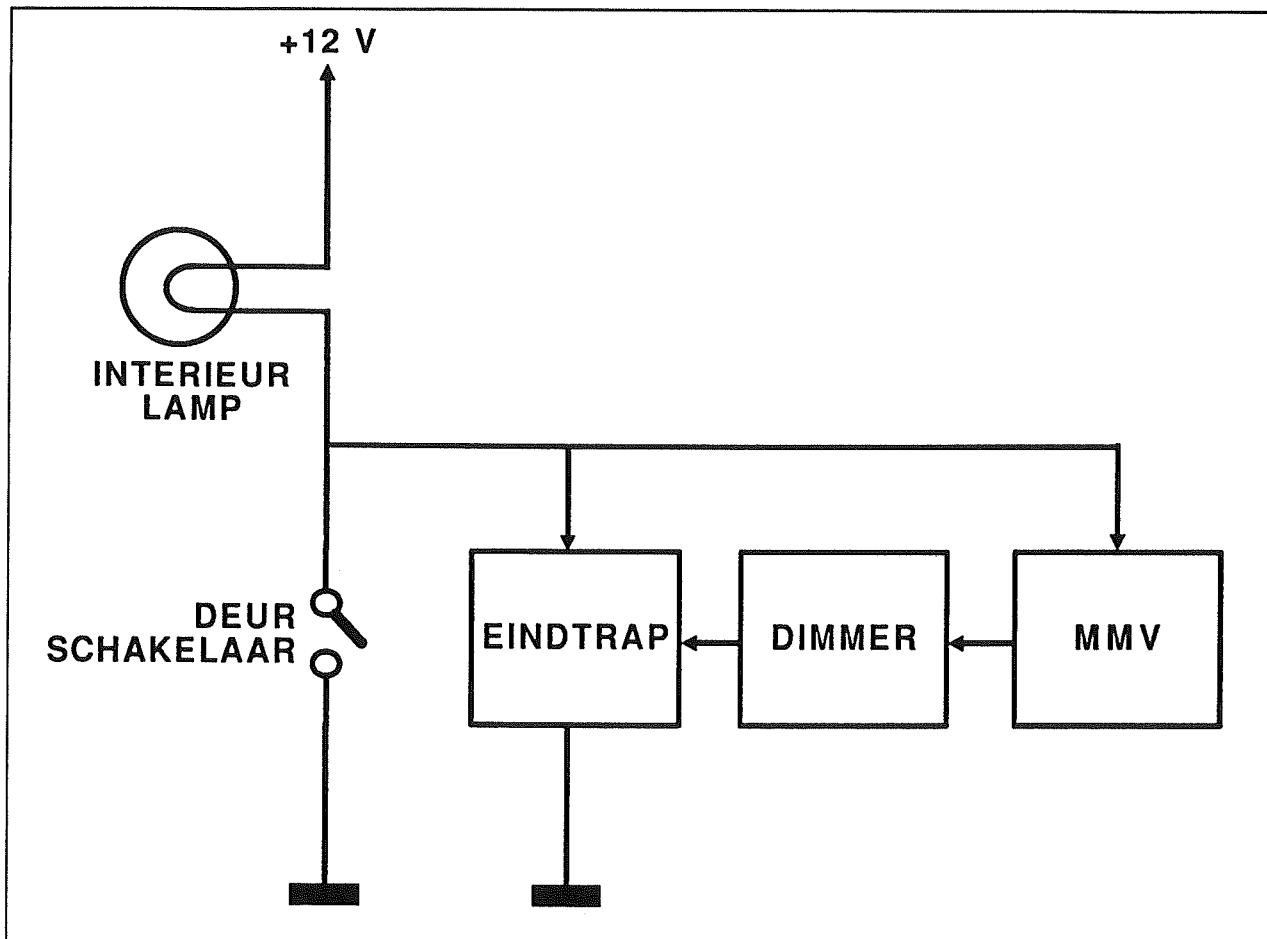 +12 V
INTERIEUR
LAMP
DEUR
SCHAKELAAR
EINDTRAP
DIMMER
MMV